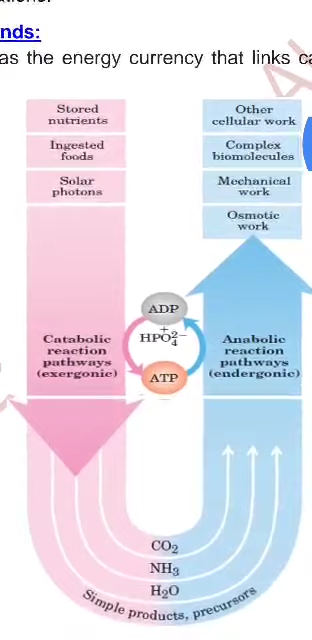 nds:
as the energy currency that links ca
Stored
nutrients
Ingested
foods
Solar
photons
Other
cellular work
Complex
biomolecules
Mechanical
work
Osmotic
work
ADP
+
HPO₄²⁻
ATP
Catabolic
reaction
pathways
(exergonic)
Anabolic
reaction
pathways
(endergonic)
CO₂
NH₃
H₂O
Simple products, precursors